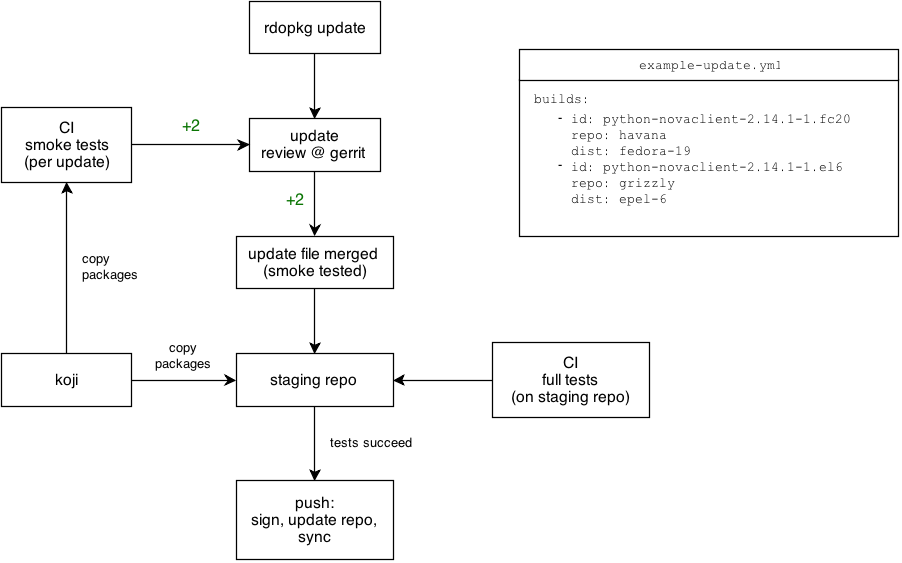 rdopkg update
example-update.yml
builds:
- id: python-novaclient-2.14.1-1.fc20
repo: havana
dist: fedora-19
- id: python-novaclient-2.14.1-1.el6
repo: grizzly
dist: epel-6
CI
smoke tests
(per update)
+2
update
review @ gerrit
+2
update file merged
(smoke tested)
copy
packages
koji
copy
packages
staging repo
CI
full tests
(on staging repo)
tests succeed
push:
sign, update repo,
sync